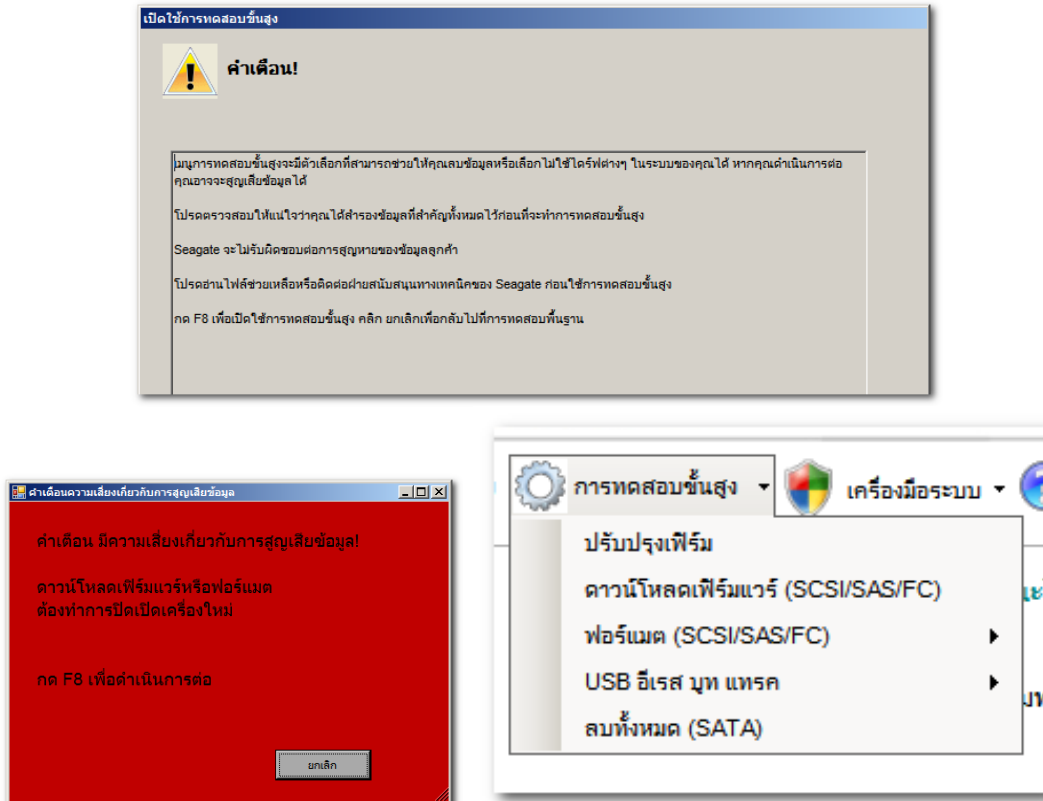 เปิดใช้การทดสอบขั้นสูง
คำเตือน!
เมนูการทดสอบขั้นสูงจะมีตัวเลือกที่สามารถช่วยให้คุณลบข้อมูลหรือเลือกไม่ใช้ไดร์ฟต่างๆ ในระบบของคุณได้ หากคุณดำเนินการต่อ
คุณอาจจะสูญเสียข้อมูลได้
โปรดตรวจสอบให้แน่ใจว่าคุณได้สำรองข้อมูลที่สำคัญทั้งหมดไว้ก่อนที่จะทำการทดสอบขั้นสูง
Seagate จะไม่รับผิดชอบต่อการสูญหายของข้อมูลลูกค้า
โปรดอ่านไฟล์ช่วยเหลือหรือติดต่อฝ่ายสนับสนุนทางเทคนิคของ Seagate ก่อนใช้การทดสอบขั้นสูง
กด F8 เพื่อเปิดใช้การทดสอบขั้นสูง คลิก ยกเลิกเพื่อกลับไปที่การทดสอบพื้นฐาน
คำเตือนความเสี่ยงเกี่ยวกับการสูญเสียข้อมูล
คำเตือน มีความเสี่ยงเกี่ยวกับการสูญเสียข้อมูล!
ดาวน์โหลดเฟิร์มแวร์หรือฟอร์แมต
ต้องทำการปิดเปิดเครื่องใหม่
กด F8 เพื่อดำเนินการต่อ
ยกเลิก
การทดสอบขั้นสูง
เครื่องมือระบบ
ปรับปรุงเฟิร์ม
ดาวน์โหลดเฟิร์มแวร์ (SCSI/SAS/FC)
ฟอร์แมต (SCSI/SAS/FC)
USB อีเรส บูท แทรค
ลบทั้งหมด (SATA)